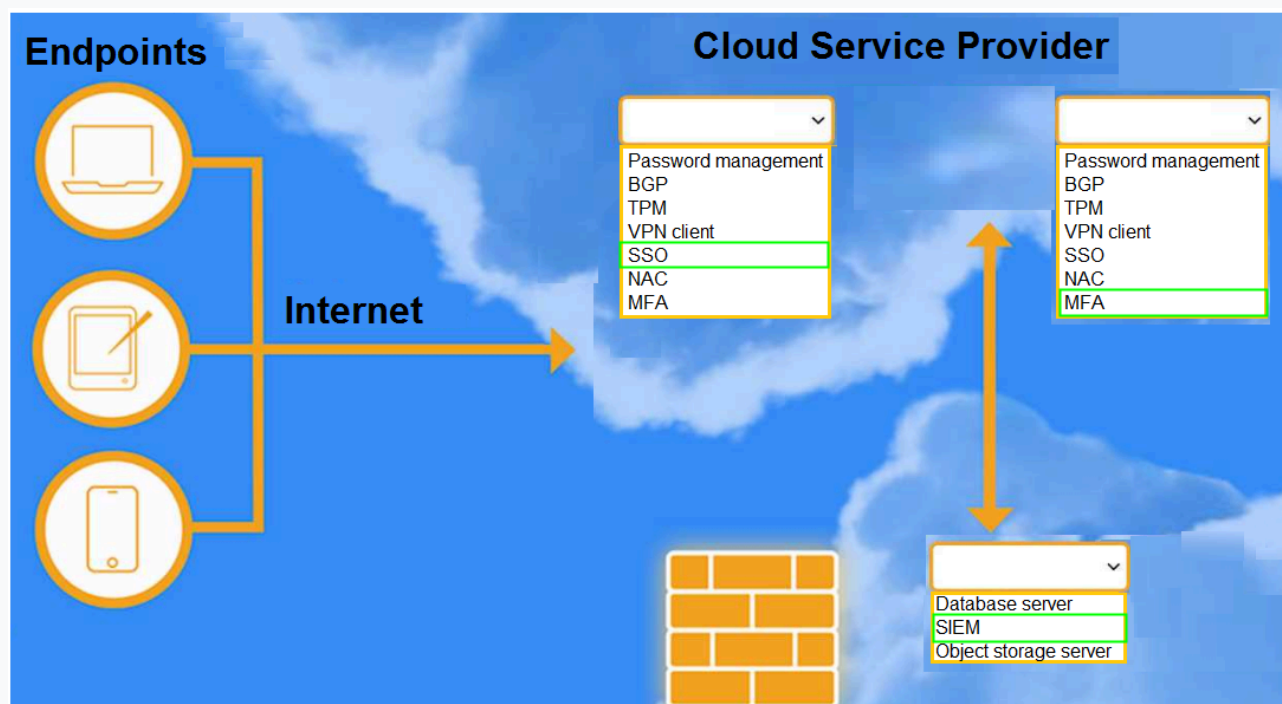 Endpoints
Cloud Service Provider
Password management
BGP
TPM
VPN client
SSO
NAC
MFA
Password management
BGP
TPM
VPN client
SSO
NAC
MFA
Internet
Database server
SIEM
Object storage server